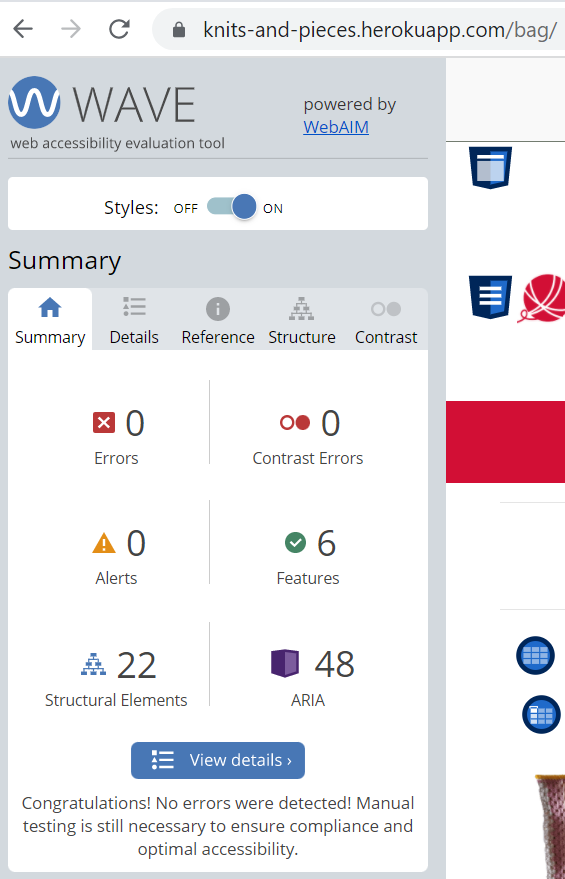 knits-and-pieces.herokuapp.com/bag/
WAVE
web accessibility evaluation tool
powered by
WebAIM
Styles: OFF ON
Summary
Summary Details Reference Structure Contrast
0 0
Errors Contrast Errors
0 6
Alerts Features
22 48
Structural Elements ARIA
View details ›
Congratulations! No errors were detected! Manual
testing is still necessary to ensure compliance and
optimal accessibility.